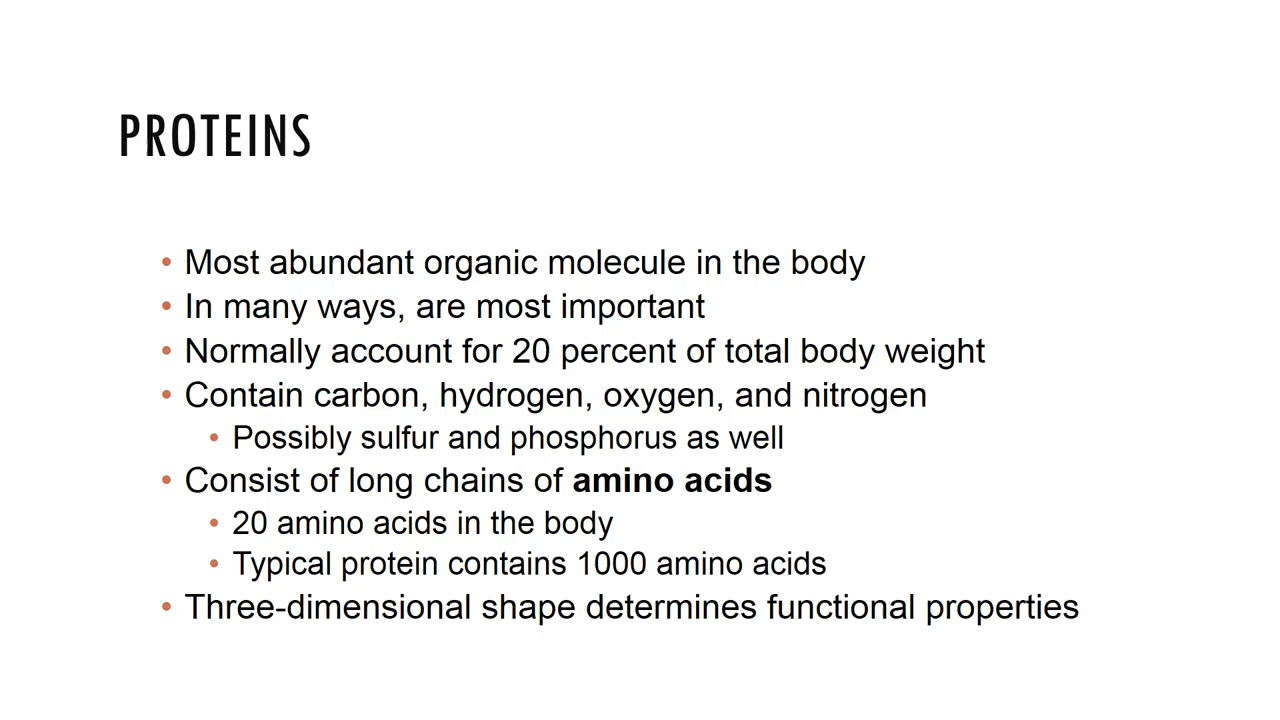 PROTEINS
• Most abundant organic molecule in the body
• In many ways, are most important
• Normally account for 20 percent of total body weight
• Contain carbon, hydrogen, oxygen, and nitrogen
• Possibly sulfur and phosphorus as well
• Consist of long chains of amino acids
• 20 amino acids in the body
• Typical protein contains 1000 amino acids
• Three-dimensional shape determines functional properties